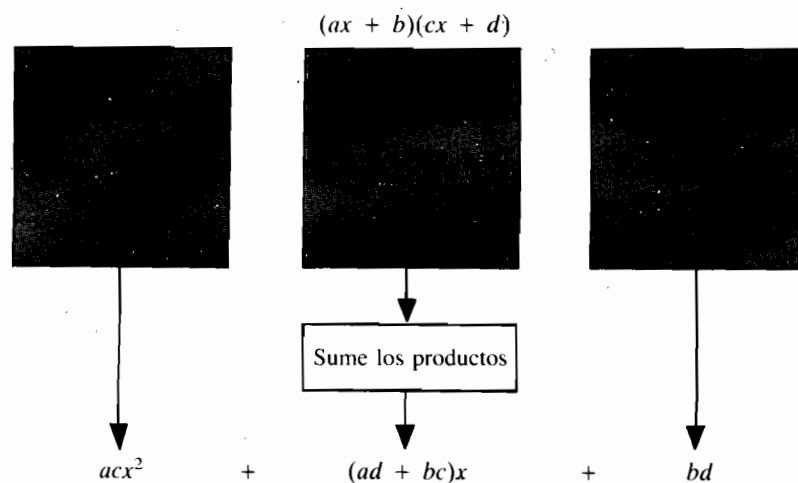 (ax + b)(cx + d)
Sume los productos
acx² + (ad + bc)x + bd